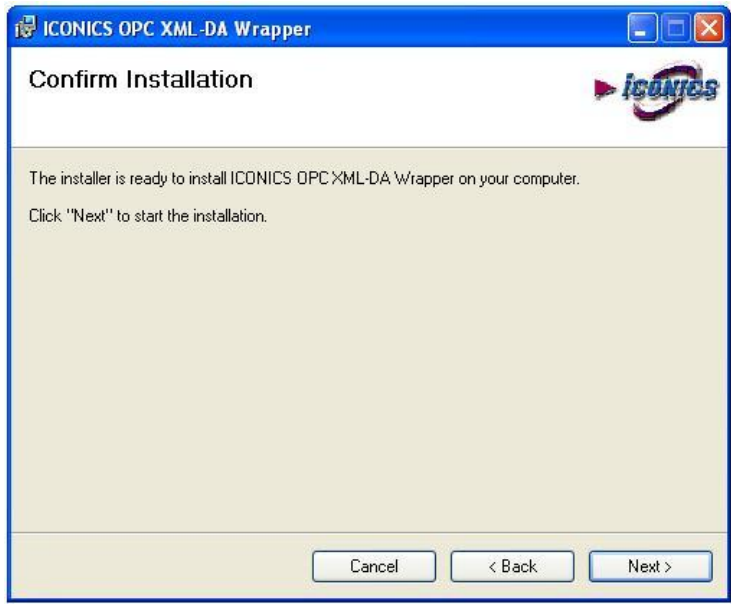 ICONICS OPC XML-DA Wrapper
Confirm Installation
ICONICS
The installer is ready to install ICONICS OPC XML-DA Wrapper on your computer.
Click "Next" to start the installation.
Cancel
< Back
Next >